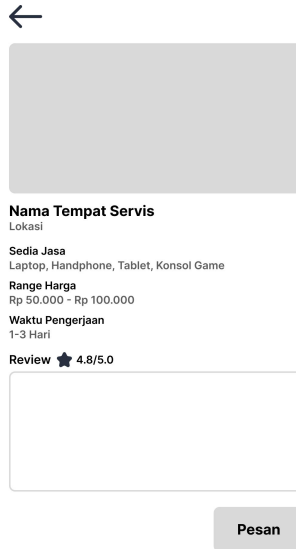 Nama Tempat Servis
Lokasi
Sedia Jasa
Laptop, Handphone, Tablet, Konsol Game
Range Harga
Rp 50.000 - Rp 100.000
Waktu Pengerjaan
1-3 Hari
Review 4.8/5.0
Pesan